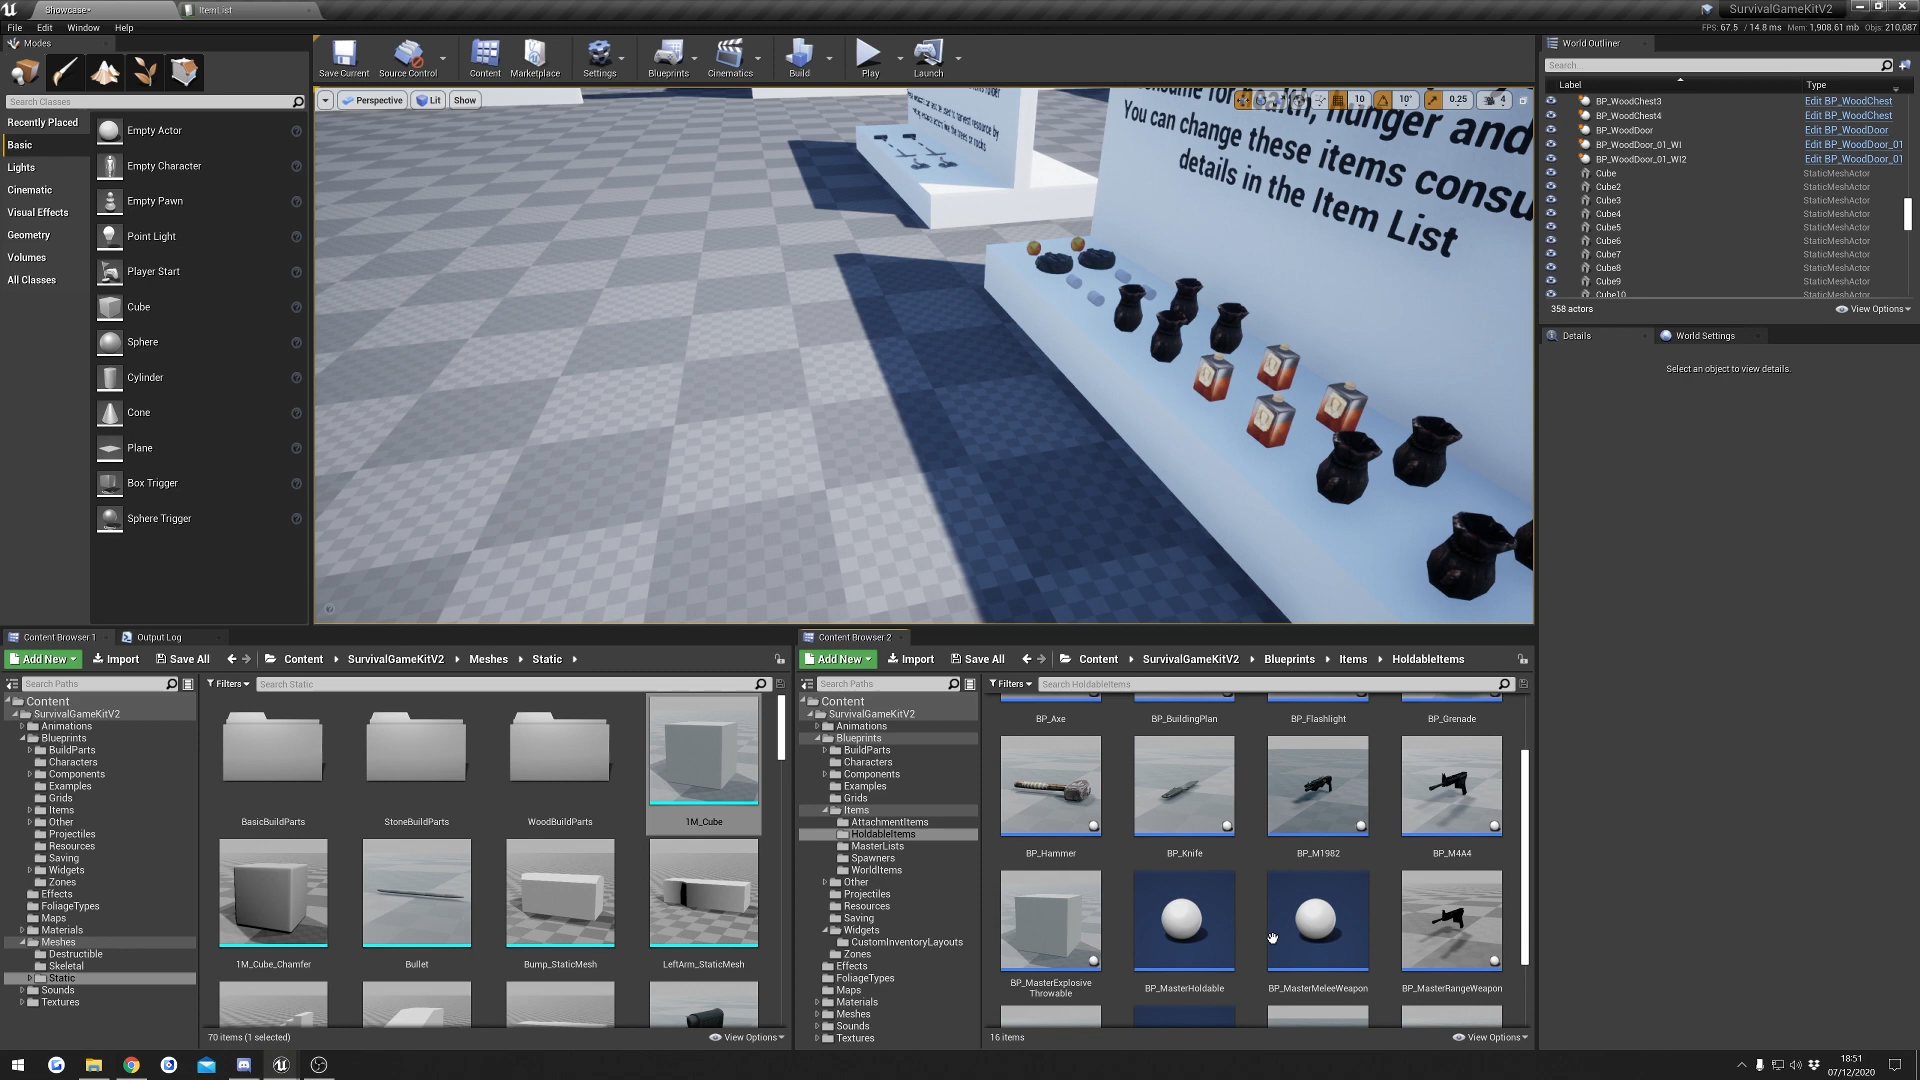 Showcase*
ItemList
SurvivalGameKitV2
File Edit Window Help
FPS: 67.5 / 14.8 ms Mem: 1,908.61 mb Objs: 210,087
Modes
Search Classes
Recently Placed
Basic
Lights
Cinematic
Visual Effects
Geometry
Volumes
All Classes
Empty Actor
Empty Character
Empty Pawn
Point Light
Player Start
Cube
Sphere
Cylinder
Cone
Plane
Box Trigger
Sphere Trigger
Save Current
Source Control
Content
Marketplace
Settings
Blueprints
Cinematics
Build
Play
Launch
Perspective
Lit
Show
10
10°
0.25
4
health, hunger and
You can change these items consu
details in the Item List
World Outliner
Search...
Label Type
BP_WoodChest3 Edit BP_WoodChest
BP_WoodChest4 Edit BP_WoodChest
BP_WoodDoor Edit BP_WoodDoor
BP_WoodDoor_01_WI Edit BP_WoodDoor_01
BP_WoodDoor_01_WI2 Edit BP_WoodDoor_01
Cube StaticMeshActor
Cube2 StaticMeshActor
Cube3 StaticMeshActor
Cube4 StaticMeshActor
Cube5 StaticMeshActor
Cube6 StaticMeshActor
Cube7 StaticMeshActor
Cube8 StaticMeshActor
Cube9 StaticMeshActor
Cube10 StaticMeshActor
358 actors
View Options
Details
World Settings
Select an object to view details.
Content Browser 1
Output Log
Add New Import Save All
Content SurvivalGameKitV2 Meshes Static
Search Paths
Filters
Search Static
Content
SurvivalGameKitV2
Animations
Blueprints
BuildParts
Characters
Components
Examples
Grids
Items
Other
Projectiles
Resources
Saving
Widgets
Zones
Effects
FoliageTypes
Maps
Materials
Meshes
Destructible
Skeletal
Static
Sounds
Textures
BasicBuildParts
StoneBuildParts
WoodBuildParts
1M_Cube
1M_Cube_Chamfer
Bullet
Bump_StaticMesh
LeftArm_StaticMesh
70 items (1 selected)
View Options
Content Browser 2
Add New Import Save All
Content SurvivalGameKitV2 Blueprints Items HoldableItems
Search Paths
Filters
Search HoldableItems
Content
SurvivalGameKitV2
Animations
Blueprints
BuildParts
Characters
Components
Examples
Grids
Items
AttachmentItems
HoldableItems
MasterLists
Spawners
WorldItems
Other
Projectiles
Resources
Saving
Widgets
CustomInventoryLayouts
Zones
Effects
FoliageTypes
Maps
Materials
Meshes
Sounds
Textures
BP_Axe
BP_BuildingPlan
BP_Flashlight
BP_Grenade
BP_Hammer
BP_Knife
BP_M1982
BP_M4A4
BP_MasterExplosive
Throwable
BP_MasterHoldable
BP_MasterMeleeWeapon
BP_MasterRangeWeapon
16 items
View Options
18:51
07/12/2020